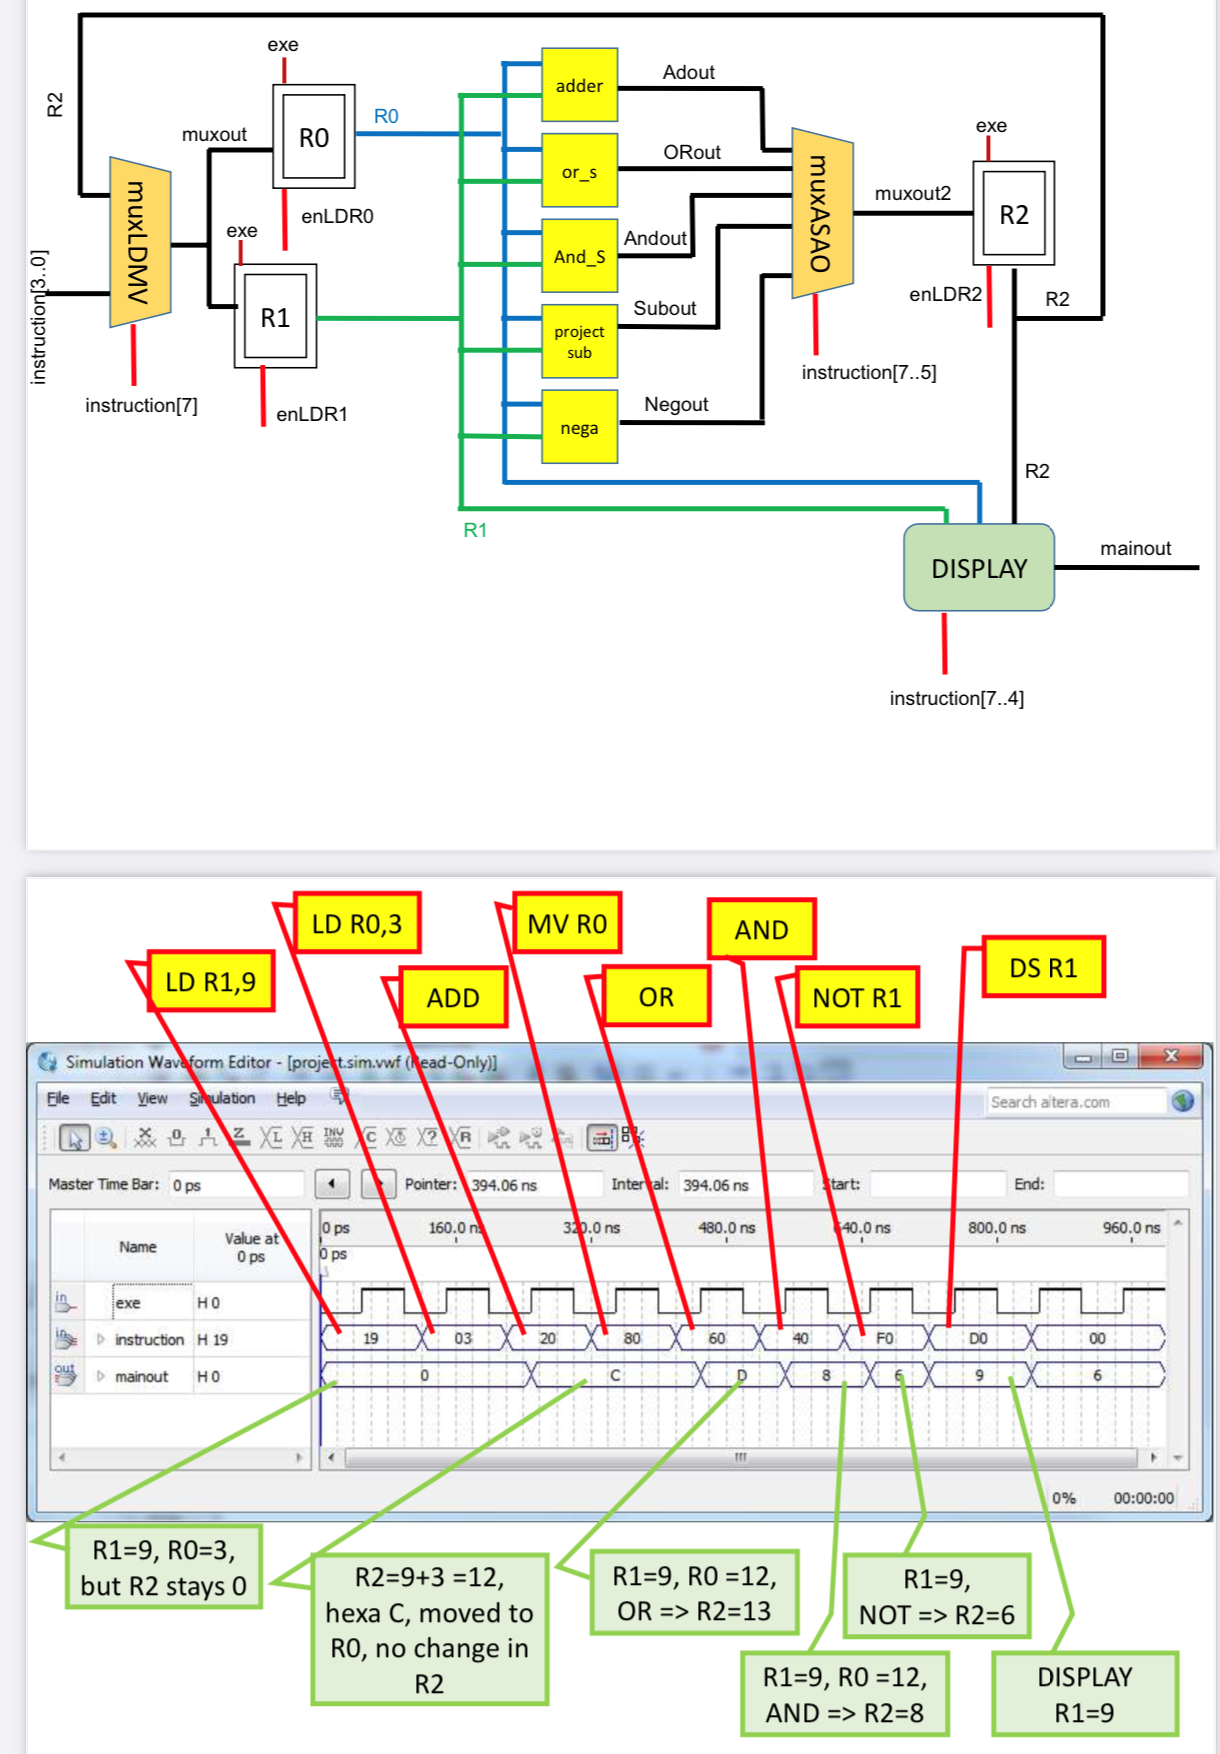 exe
R2
muxout
R0
R0
muxLDMV
exe
enLDR0
R1
instruction[3..0]
instruction[7]
enLDR1
adder
or_s
And_S
project
sub
nega
Adout
ORout
Andout
Subout
Negout
muxASAO
instruction[7..5]
exe
muxout2
R2
enLDR2
R2
R2
R1
DISPLAY
mainout
instruction[7..4]
LD R1,9
LD R0,3
ADD
MV R0
OR
AND
NOT R1
DS R1
Simulation Waveform Editor - [project.sim.vwf (Read-Only)]
File Edit View Simulation Help
Search altera.com
Master Time Bar: 0 ps Pointer: 394.06 ns Interval: 394.06 ns Start: End:
Name Value at
0 ps
0 ps 160.0 ns 320.0 ns 480.0 ns 640.0 ns 800.0 ns 960.0 ns
0 ps
exe H 0
instruction H 19 19 03 20 80 60 40 F0 D0 00
mainout H 0 0 C D 8 6 9 6
0% 00:00:00
R1=9, R0=3,
but R2 stays 0
R2=9+3 =12,
hexa C, moved to
R0, no change in
R2
R1=9, R0 =12,
OR => R2=13
R1=9, R0 =12,
AND => R2=8
R1=9,
NOT => R2=6
DISPLAY
R1=9